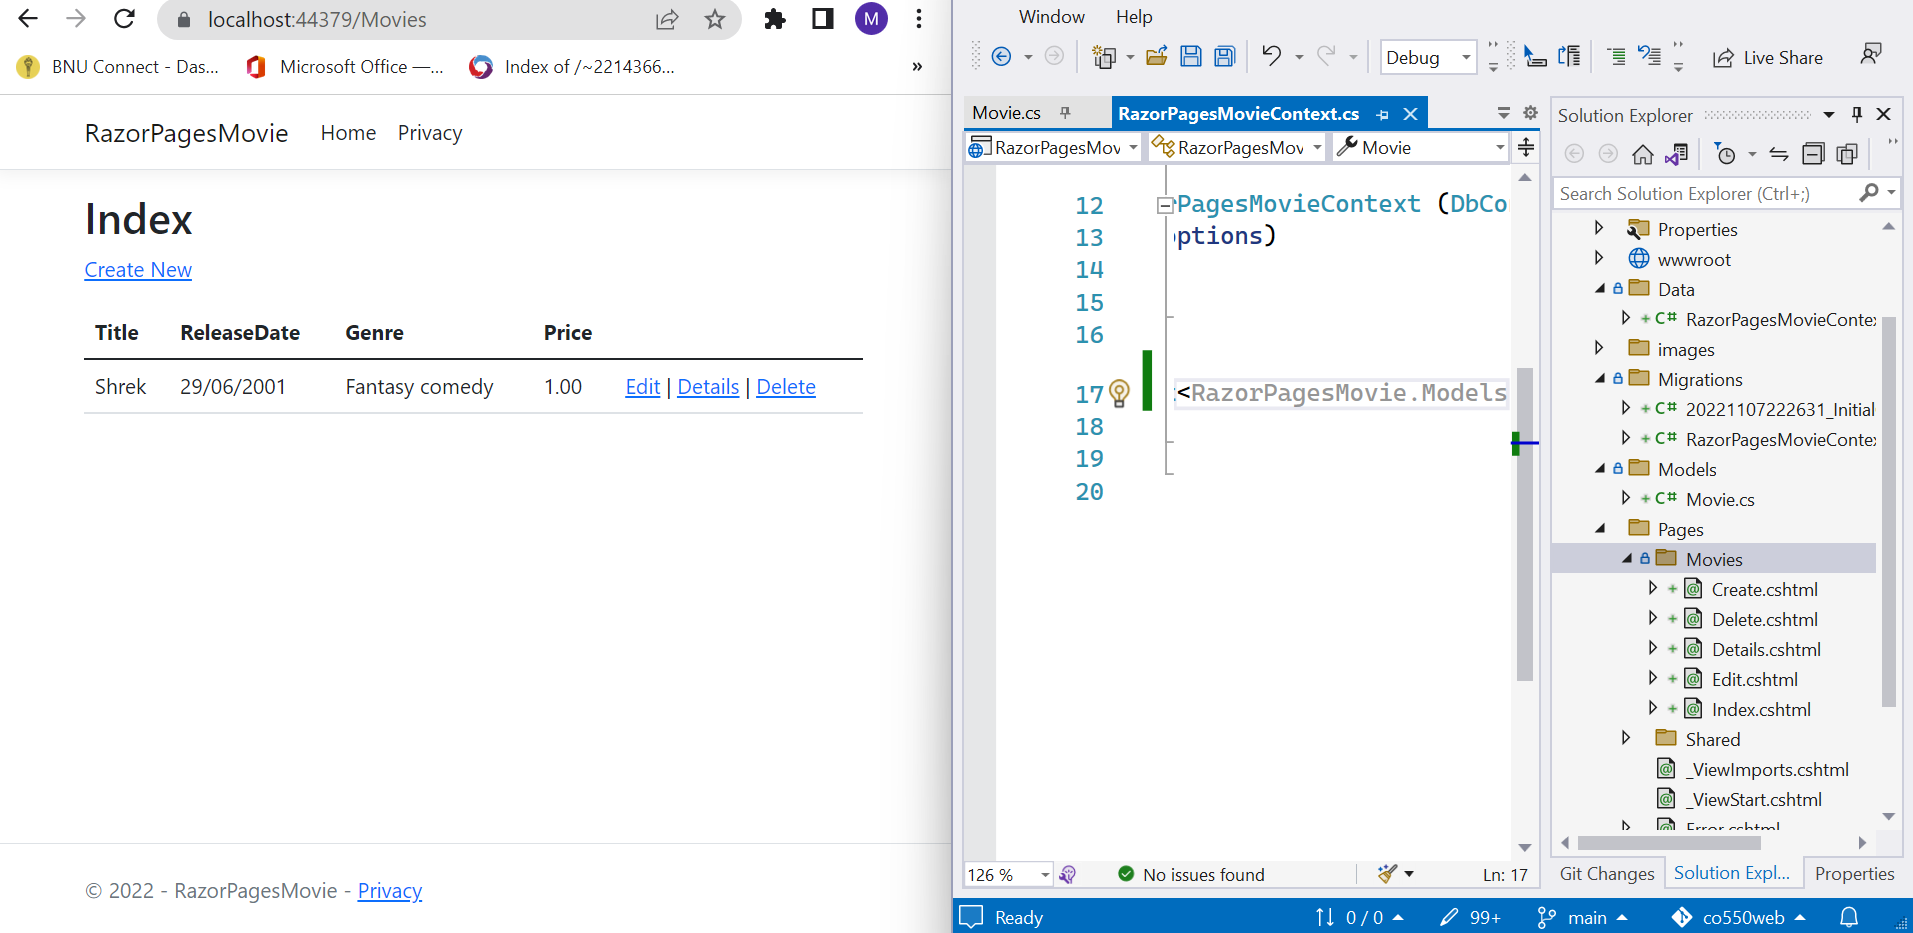 localhost:44379/Movies
M
BNU Connect - Das...
Microsoft Office —...
Index of /~2214366...
»
RazorPagesMovie
Home
Privacy
Index
Create New
Title ReleaseDate Genre Price
Shrek 29/06/2001 Fantasy comedy 1.00 Edit | Details | Delete
© 2022 - RazorPagesMovie - Privacy
Window Help
Debug
Live Share
Movie.cs
RazorPagesMovieContext.cs
RazorPagesMov
RazorPagesMov
Movie
12 PagesMovieContext (DbCo
13 options)
14
15
16
17 <RazorPagesMovie.Models
18
19
20
126 %
No issues found
Ln: 17
Solution Explorer
Search Solution Explorer (Ctrl+;)
Properties
wwwroot
Data
C# RazorPagesMovieContex
images
Migrations
C# 20221107222631_Initial
C# RazorPagesMovieContex
Models
C# Movie.cs
Pages
Movies
Create.cshtml
Delete.cshtml
Details.cshtml
Edit.cshtml
Index.cshtml
Shared
_ViewImports.cshtml
_ViewStart.cshtml
Error.cshtml
Git Changes
Solution Expl...
Properties
Ready
0 / 0
99+
main
co550web